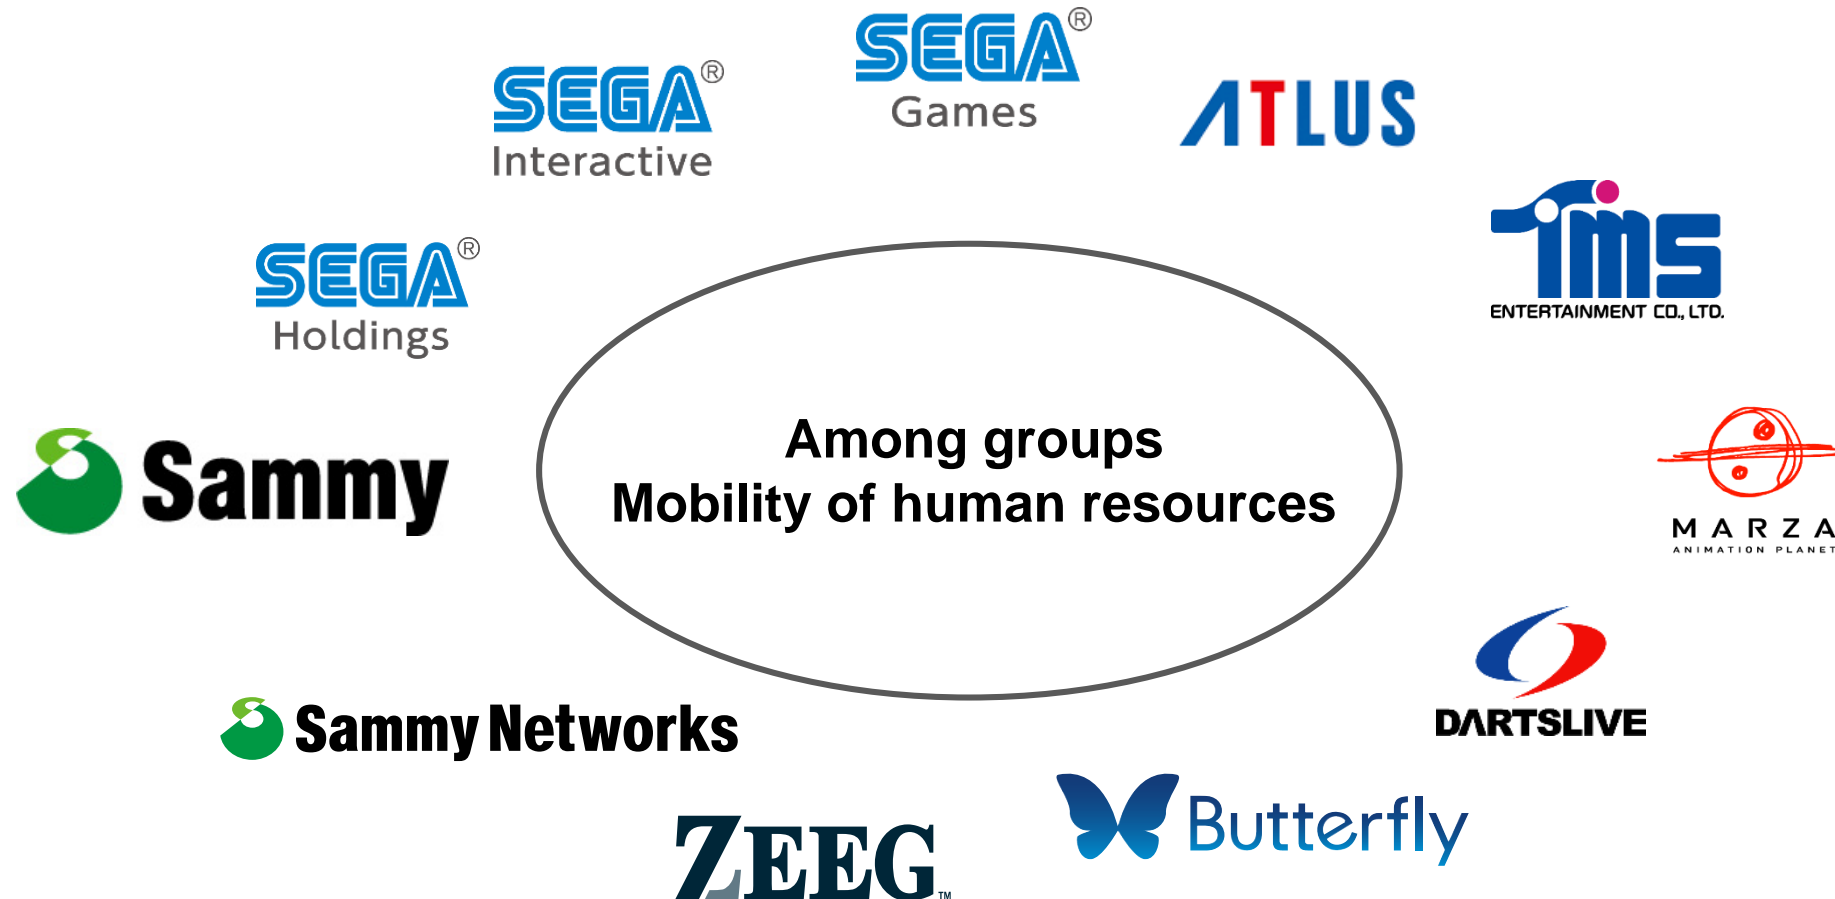 SEGA®
Games
SEGA®
Interactive
ATLUS
TMS
ENTERTAINMENT CO., LTD.
SEGA®
Holdings
Among groups
Mobility of human resources
Sammy
MARZA
ANIMATION PLANET
DARTSLIVE
Sammy Networks
Butterfly
ZEEG™